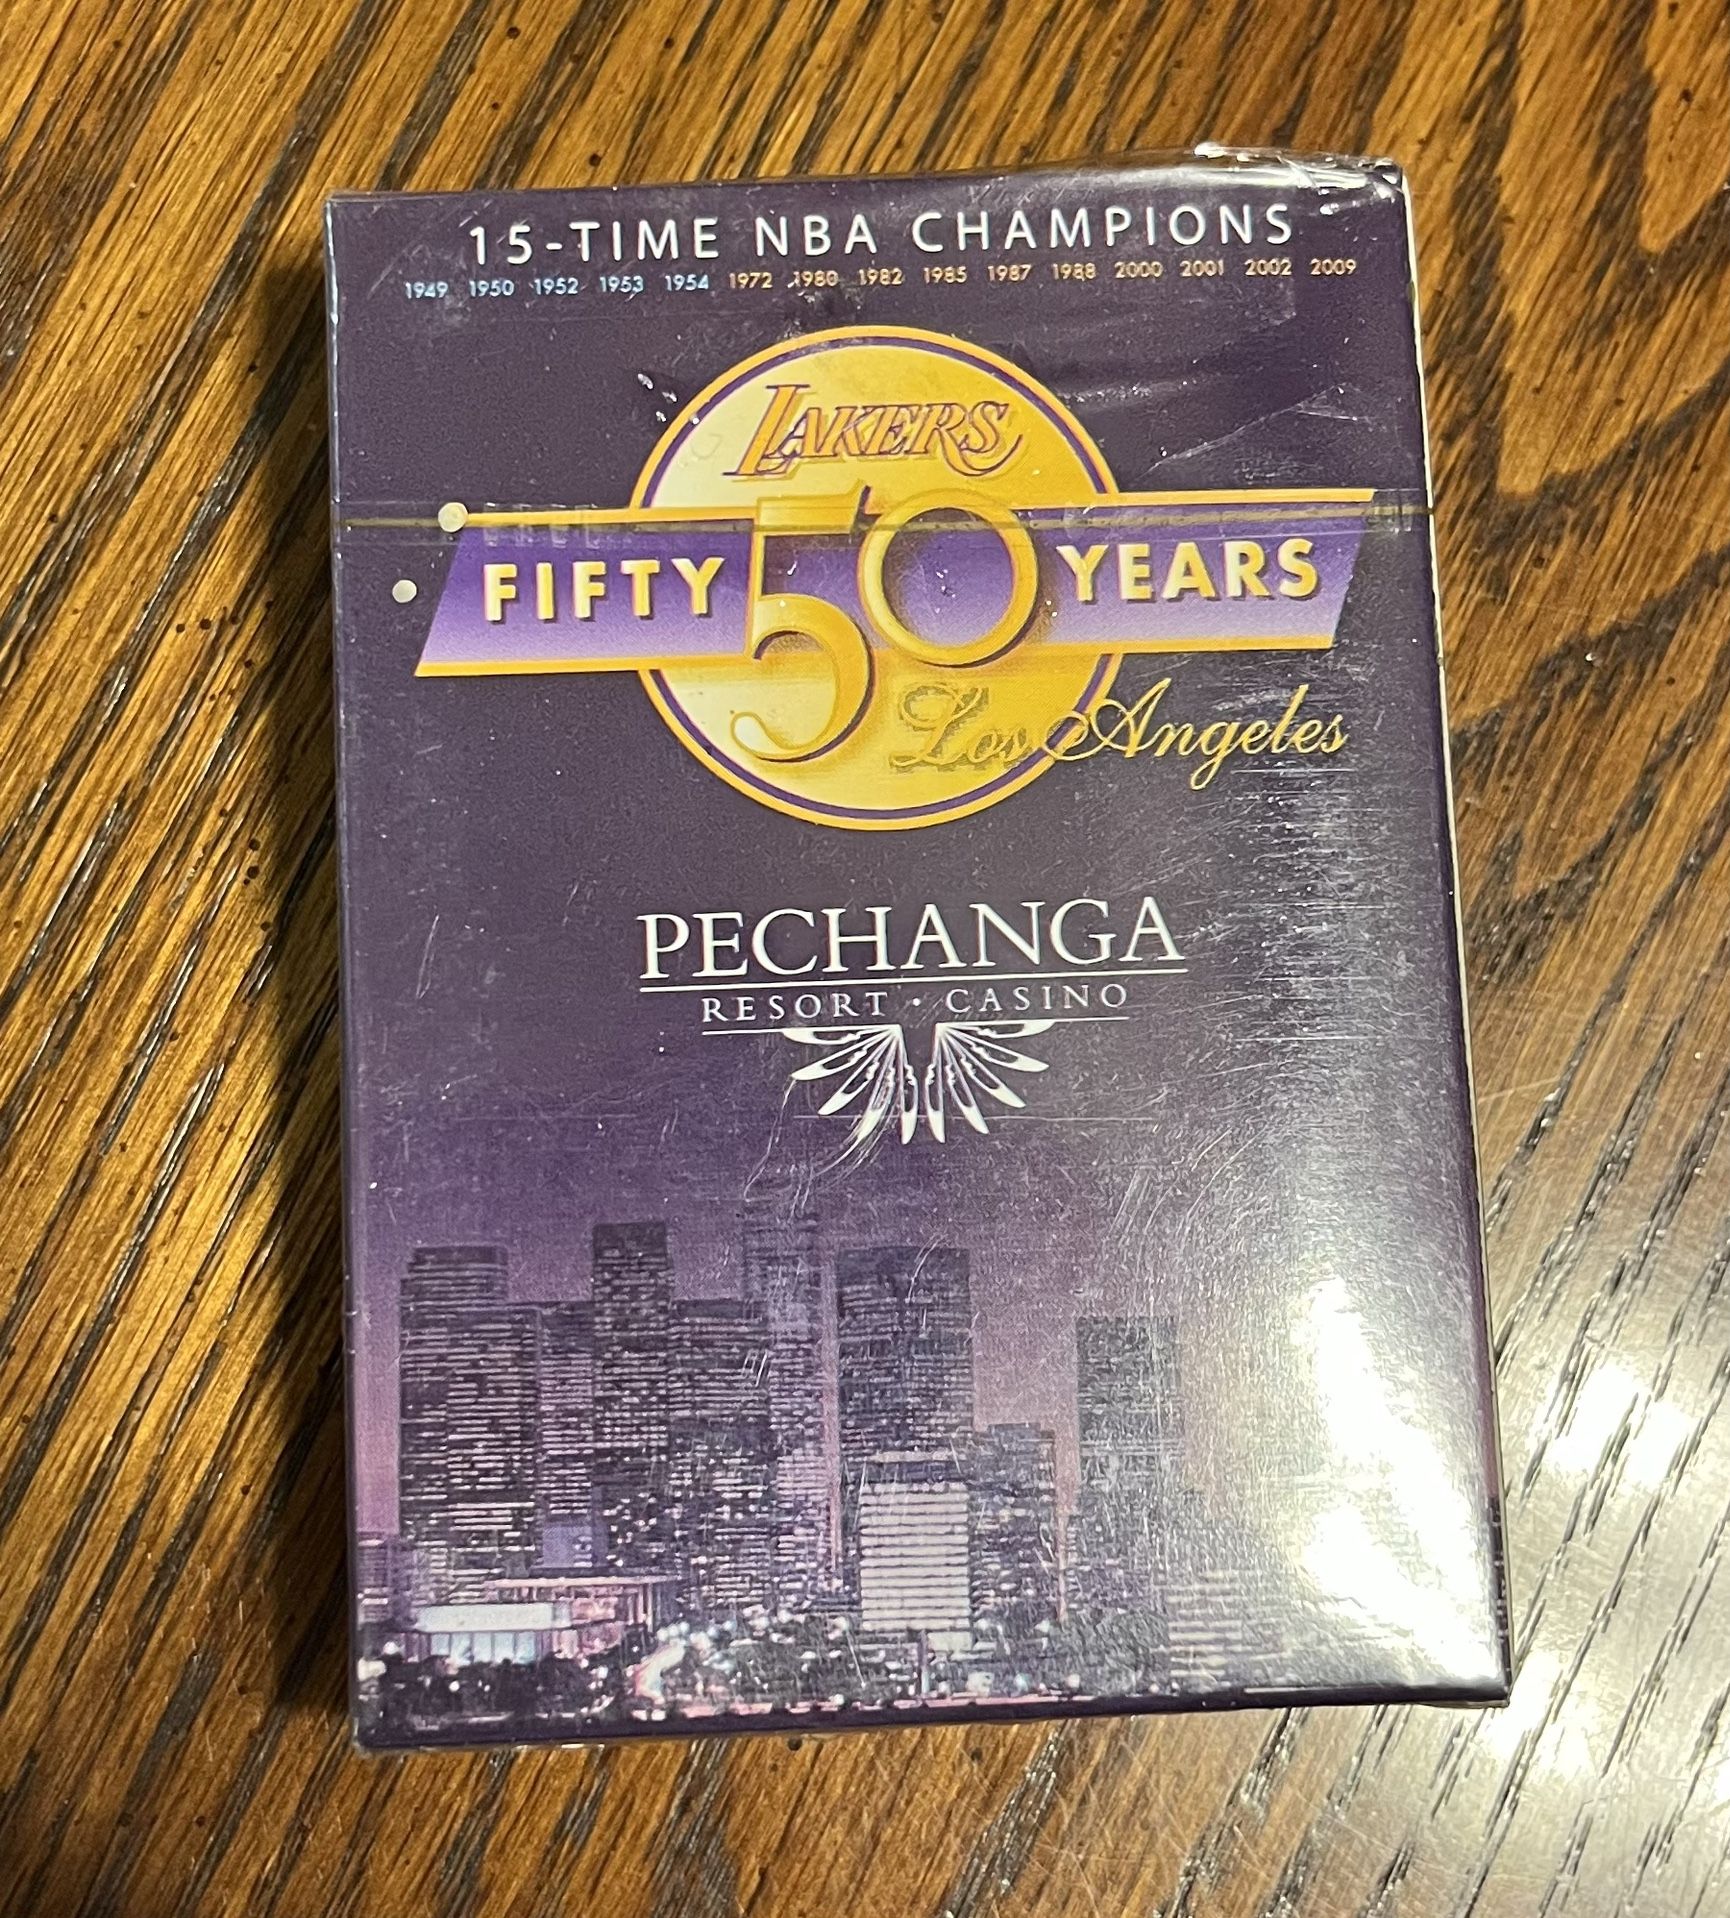 15-TIME NBA CHAMPIONS
1949 1950 1952 1953 1954 1972 1980 1982 1985 1987 1988 2000 2001 2002 2009
LAKERS
FIFTY 50 YEARS
Los Angeles
PECHANGA
RESORT · CASINO